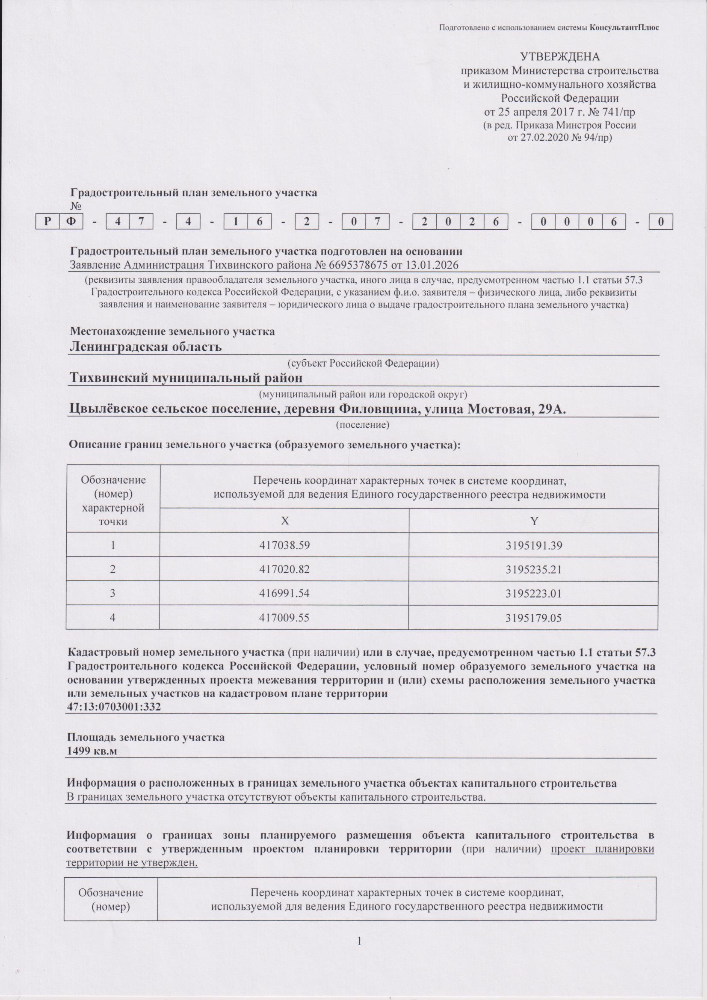 Подготовлено с использованием системы КонсультантПлюс
УТВЕРЖДЕНА
приказом Министерства строительства
и жилищно-коммунального хозяйства
Российской Федерации
от 25 апреля 2017 г. № 741/пр
(в ред. Приказа Минстроя России
от 27.02.2020 № 94/пр)
Градостроительный план земельного участка
№
Р Ф - 4 7 - 4 - 1 6 - 2 - 0 7 - 2 0 2 6 - 0 0 0 6 - 0
Градостроительный план земельного участка подготовлен на основании
Заявление Администрация Тихвинского района № 6695378675 от 13.01.2026
(реквизиты заявления правообладателя земельного участка, иного лица в случае, предусмотренном частью 1.1 статьи 57.3
Градостроительного кодекса Российской Федерации, с указанием ф.и.о. заявителя – физического лица, либо реквизиты
заявления и наименование заявителя – юридического лица о выдаче градостроительного плана земельного участка)
Местонахождение земельного участка
Ленинградская область
(субъект Российской Федерации)
Тихвинский муниципальный район
(муниципальный район или городской округ)
Цвылёвское сельское поселение, деревня Филовщина, улица Мостовая, 29А.
(поселение)
Описание границ земельного участка (образуемого земельного участка):
Обозначение
(номер)
характерной
точки
Перечень координат характерных точек в системе координат,
используемой для ведения Единого государственного реестра недвижимости
X Y
1 417038.59 3195191.39
2 417020.82 3195235.21
3 416991.54 3195223.01
4 417009.55 3195179.05
Кадастровый номер земельного участка (при наличии) или в случае, предусмотренном частью 1.1 статьи 57.3
Градостроительного кодекса Российской Федерации, условный номер образуемого земельного участка на
основании утвержденных проекта межевания территории и (или) схемы расположения земельного участка
или земельных участков на кадастровом плане территории
47:13:0703001:332
Площадь земельного участка
1499 кв.м
Информация о расположенных в границах земельного участка объектах капитального строительства
В границах земельного участка отсутствуют объекты капитального строительства.
Информация о границах зоны планируемого размещения объекта капитального строительства в
соответствии с утвержденным проектом планировки территории (при наличии) проект планировки
территории не утвержден.
Обозначение
(номер)
Перечень координат характерных точек в системе координат,
используемой для ведения Единого государственного реестра недвижимости
1